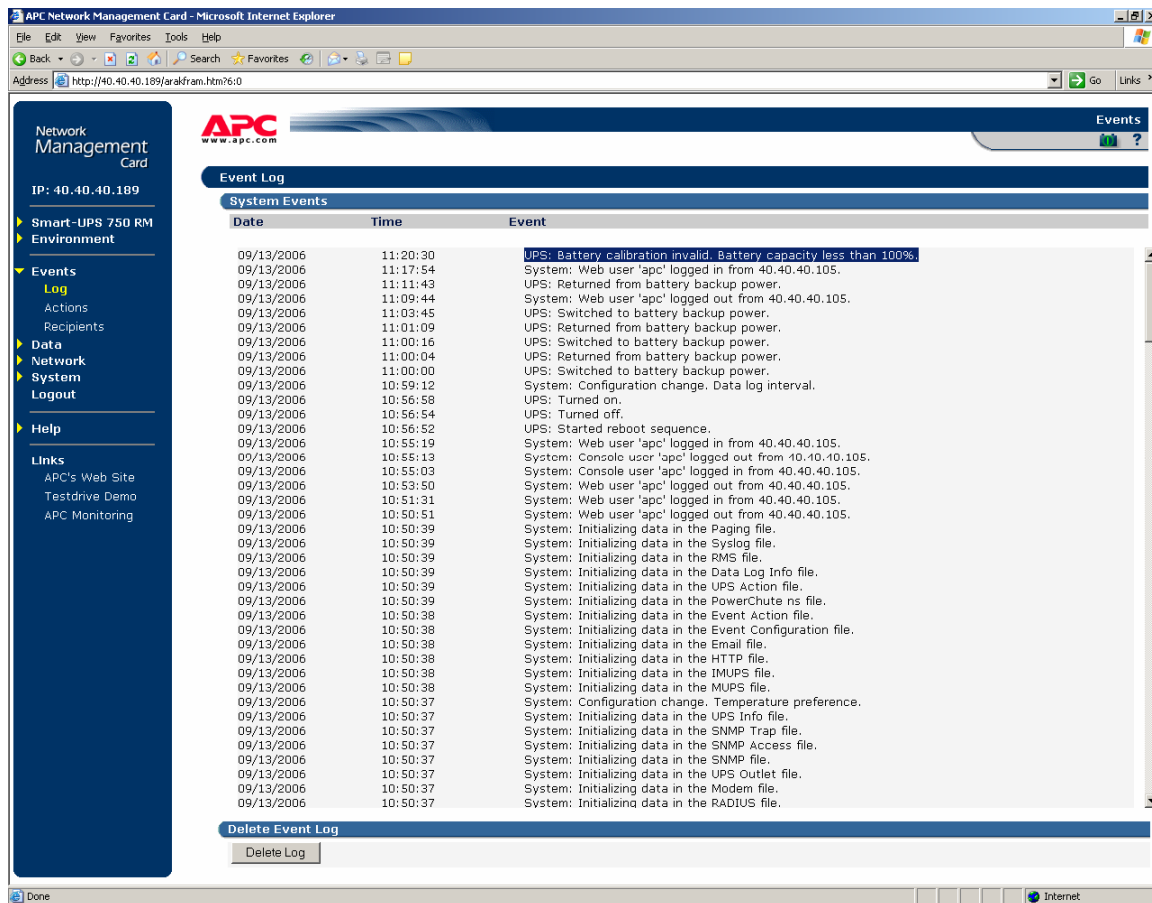 APC Network Management Card - Microsoft Internet Explorer
File Edit View Favorites Tools Help
Back Search Favorites
Address http://40.40.40.189/arakfram.htm?6:0 Go Links
Network
Management
Card
IP: 40.40.40.189
Smart-UPS 750 RM
Environment
Events
Log
Actions
Recipients
Data
Network
System
Logout
Help
Links
APC's Web Site
Testdrive Demo
APC Monitoring
APC
www.apc.com
Events
?
Event Log
System Events
Date Time Event
09/13/2006 11:20:30 UPS: Battery calibration invalid. Battery capacity less than 100%.
09/13/2006 11:17:54 System: Web user 'apc' logged in from 40.40.40.105.
09/13/2006 11:11:43 UPS: Returned from battery backup power.
09/13/2006 11:09:44 System: Web user 'apc' logged out from 40.40.40.105.
09/13/2006 11:03:45 UPS: Switched to battery backup power.
09/13/2006 11:01:09 UPS: Returned from battery backup power.
09/13/2006 11:00:16 UPS: Switched to battery backup power.
09/13/2006 11:00:04 UPS: Returned from battery backup power.
09/13/2006 11:00:00 UPS: Switched to battery backup power.
09/13/2006 10:59:12 System: Configuration change. Data log interval.
09/13/2006 10:56:58 UPS: Turned on.
09/13/2006 10:56:54 UPS: Turned off.
09/13/2006 10:56:52 UPS: Started reboot sequence.
09/13/2006 10:55:19 System: Web user 'apc' logged in from 40.40.40.105.
09/13/2006 10:55:13 System: Console user 'apc' logged out from 40.40.40.105.
09/13/2006 10:55:03 System: Console user 'apc' logged in from 40.40.40.105.
09/13/2006 10:53:50 System: Web user 'apc' logged out from 40.40.40.105.
09/13/2006 10:51:31 System: Web user 'apc' logged in from 40.40.40.105.
09/13/2006 10:50:51 System: Web user 'apc' logged out from 40.40.40.105.
09/13/2006 10:50:39 System: Initializing data in the Paging file.
09/13/2006 10:50:39 System: Initializing data in the Syslog file.
09/13/2006 10:50:39 System: Initializing data in the RMS file.
09/13/2006 10:50:39 System: Initializing data in the Data Log Info file.
09/13/2006 10:50:39 System: Initializing data in the UPS Action file.
09/13/2006 10:50:39 System: Initializing data in the PowerChute ns file.
09/13/2006 10:50:38 System: Initializing data in the Event Action file.
09/13/2006 10:50:38 System: Initializing data in the Event Configuration file.
09/13/2006 10:50:38 System: Initializing data in the Email file.
09/13/2006 10:50:38 System: Initializing data in the HTTP file.
09/13/2006 10:50:38 System: Initializing data in the IMUPS file.
09/13/2006 10:50:38 System: Initializing data in the MUPS file.
09/13/2006 10:50:37 System: Configuration change. Temperature preference.
09/13/2006 10:50:37 System: Initializing data in the UPS Info file.
09/13/2006 10:50:37 System: Initializing data in the SNMP Trap file.
09/13/2006 10:50:37 System: Initializing data in the SNMP Access file.
09/13/2006 10:50:37 System: Initializing data in the SNMP file.
09/13/2006 10:50:37 System: Initializing data in the UPS Outlet file.
09/13/2006 10:50:37 System: Initializing data in the Modem file.
09/13/2006 10:50:37 System: Initializing data in the RADIUS file.
Delete Event Log
Delete Log
Done Internet